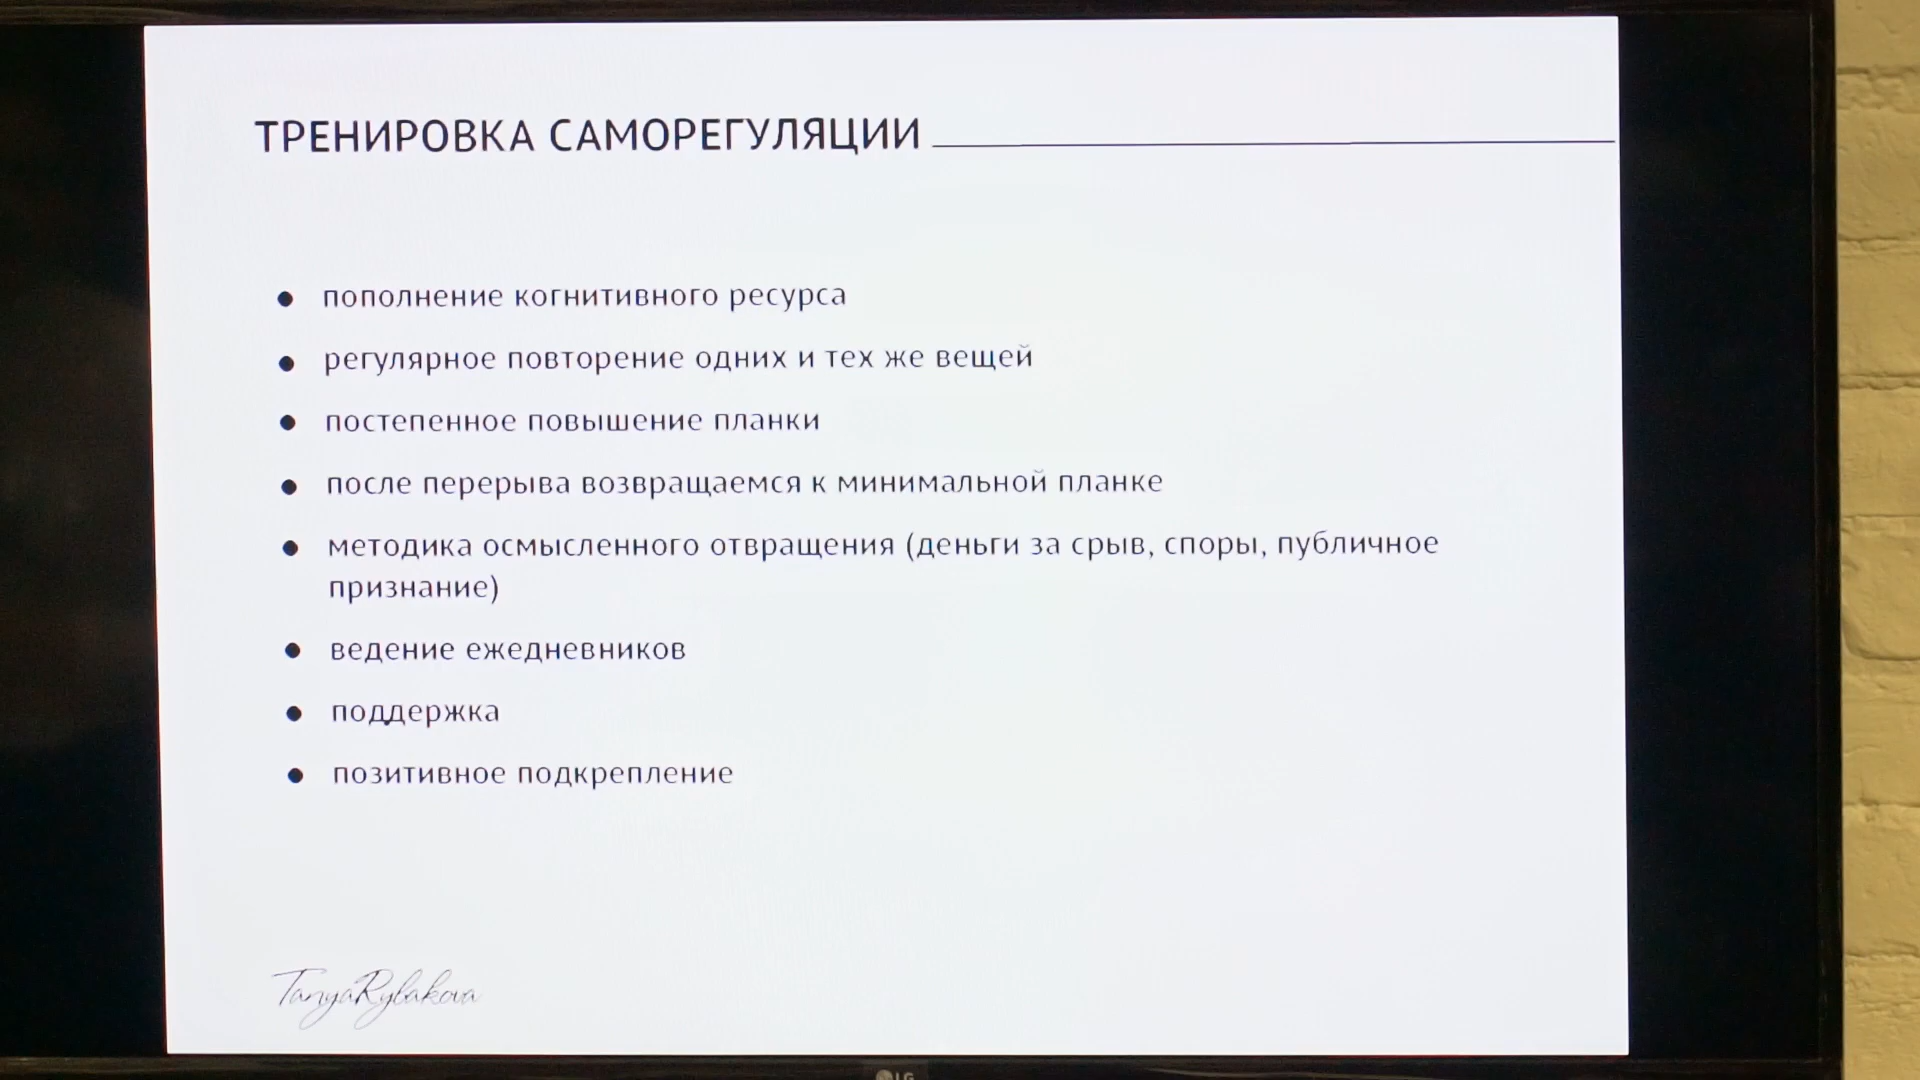 ТРЕНИРОВКА САМОРЕГУЛЯЦИИ
● пополнение когнитивного ресурса
● регулярное повторение одних и тех же вещей
● постепенное повышение планки
● после перерыва возвращаемся к минимальной планке
● методика осмысленного отвращения (деньги за срыв, споры, публичное
признание)
● ведение ежедневников
● поддержка
● позитивное подкрепление
TanyaRybakova
LG